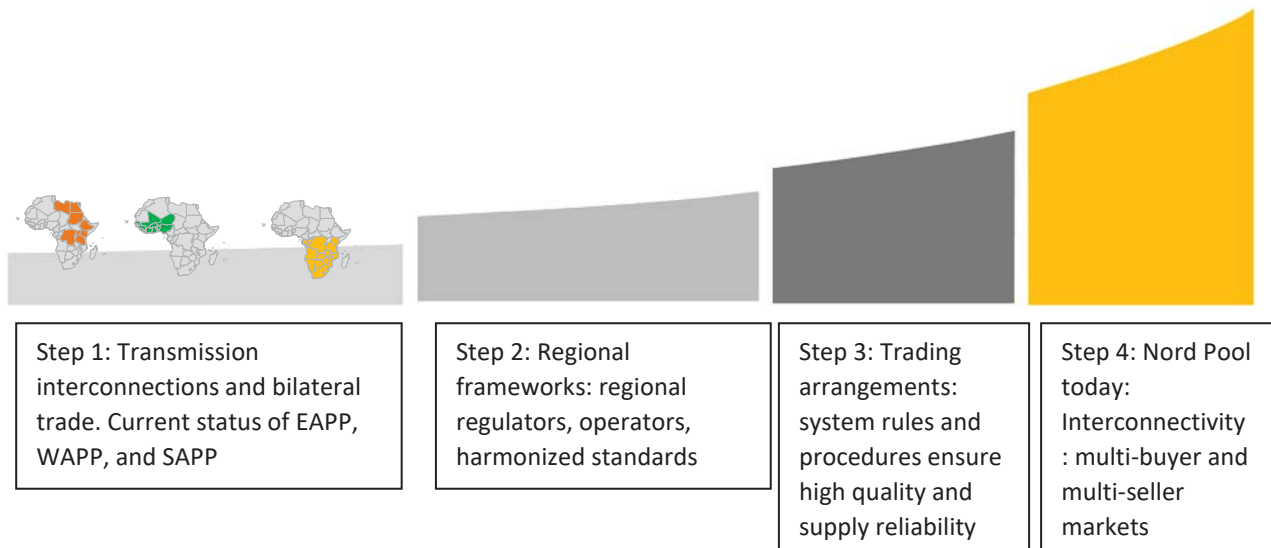 Step 1: Transmission
interconnections and bilateral
trade. Current status of EAPP,
WAPP, and SAPP
Step 2: Regional
frameworks: regional
regulators, operators,
harmonized standards
Step 3: Trading
arrangements:
system rules and
procedures ensure
high quality and
supply reliability
Step 4: Nord Pool
today:
Interconnectivity
: multi-buyer and
multi-seller
markets